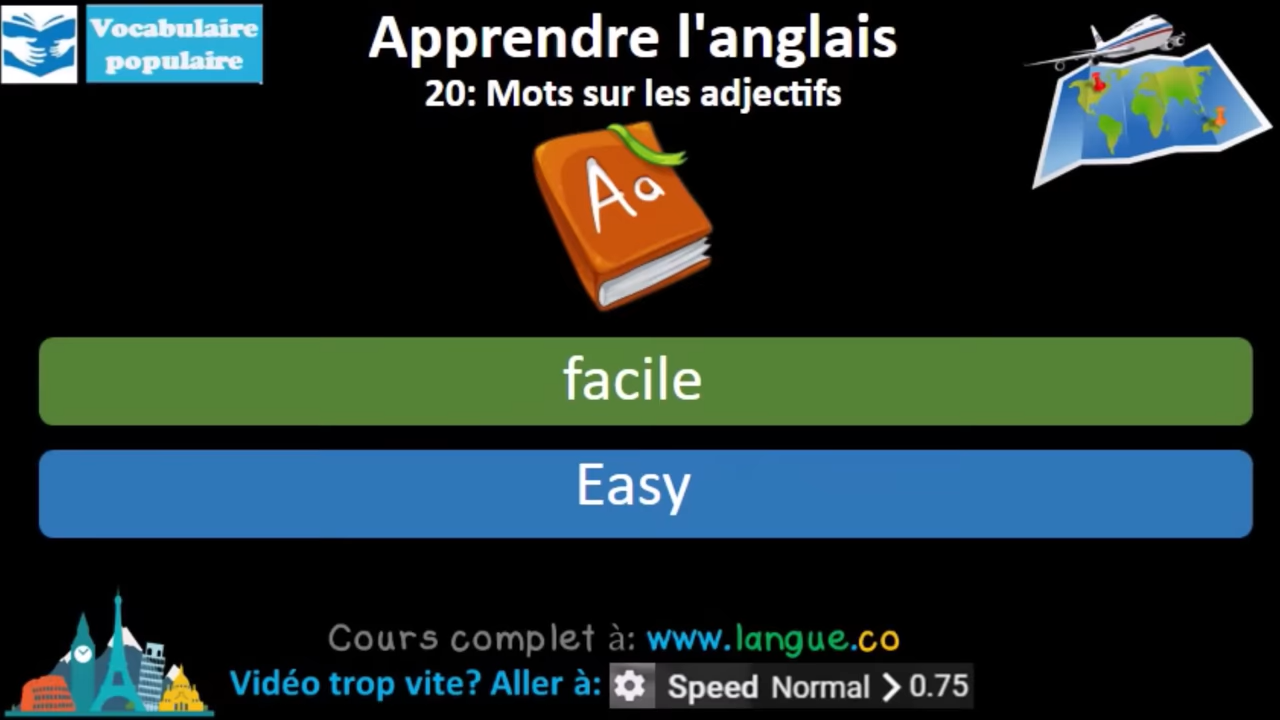 Vocabulaire
populaire
Apprendre l'anglais
20: Mots sur les adjectifs
Aa
facile
Easy
Cours complet à: www.langue.co
Vidéo trop vite? Aller à: Speed Normal > 0.75